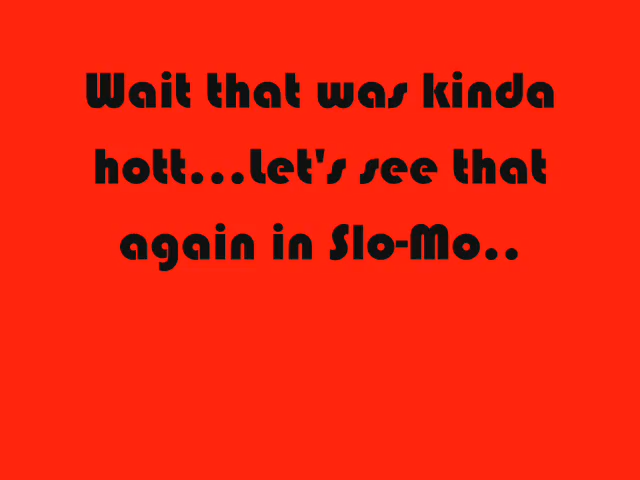 Wait that was kinda
hott...Let's see that
again in Slo-Mo..